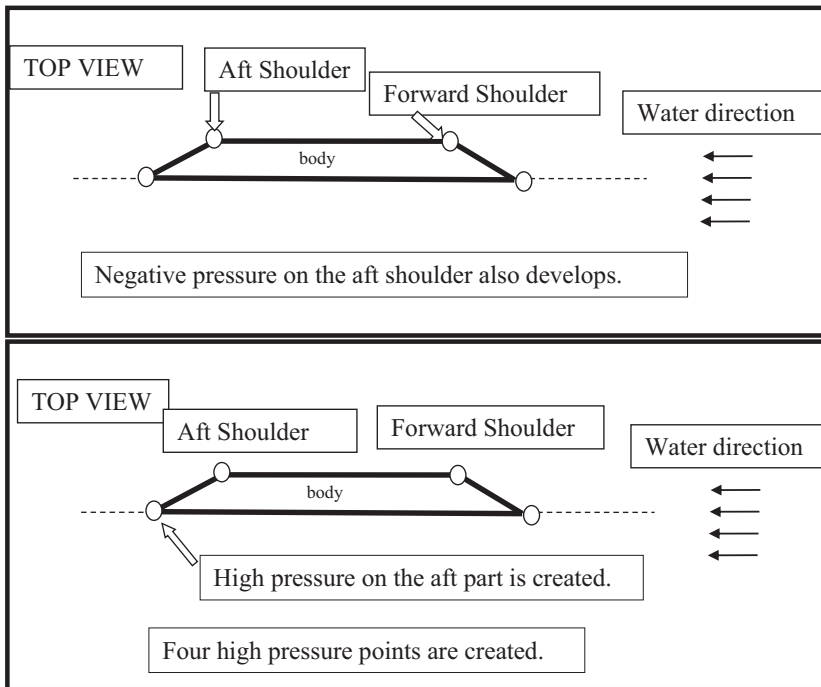 TOP VIEW
Aft Shoulder
Forward Shoulder
Water direction
body
Negative pressure on the aft shoulder also develops.
TOP VIEW
Aft Shoulder
Forward Shoulder
Water direction
body
High pressure on the aft part is created.
Four high pressure points are created.